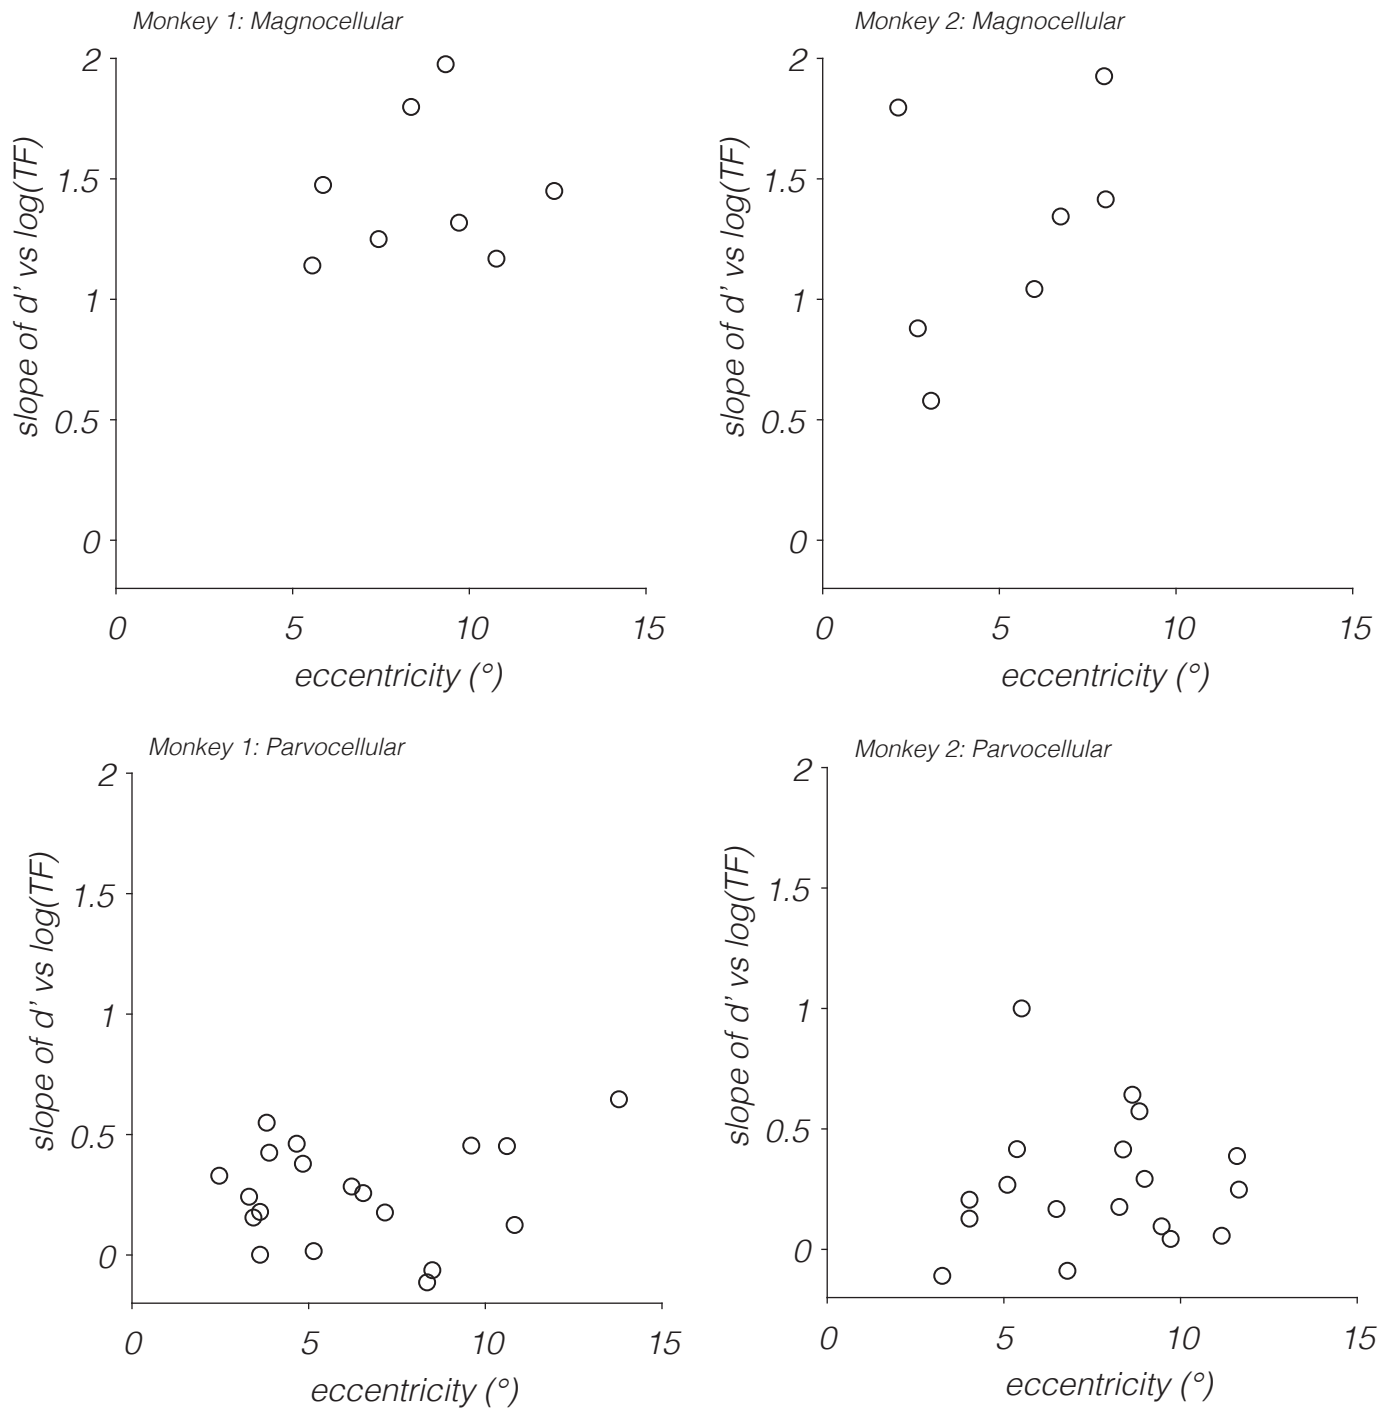 Monkey 1: Magnocellular
2
1.5
1
0.5
0
slope of d' vs log(TF)
0 5 10 15
eccentricity (°)
Monkey 2: Magnocellular
2
1.5
1
0.5
0
slope of d' vs log(TF)
0 5 10 15
eccentricity (°)
Monkey 1: Parvocellular
2
1.5
1
0.5
0
slope of d' vs log(TF)
0 5 10 15
eccentricity (°)
Monkey 2: Parvocellular
2
1.5
1
0.5
0
slope of d' vs log(TF)
0 5 10 15
eccentricity (°)